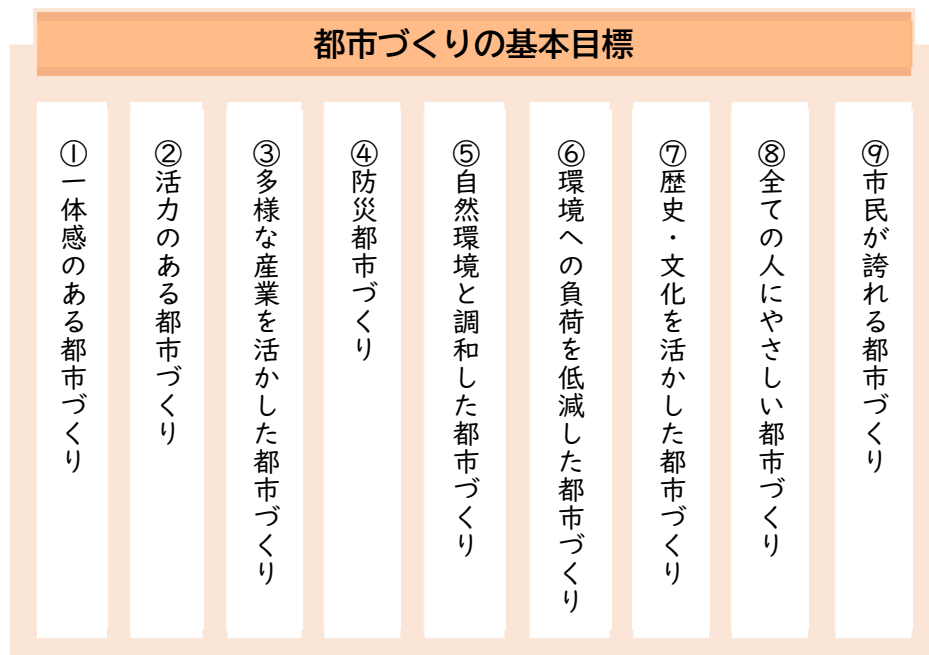 都市づくりの基本目標
①一体感のある都市づくり
②活力のある都市づくり
③多様な産業を活かした都市づくり
④防災都市づくり
⑤自然環境と調和した都市づくり
⑥環境への負荷を低減した都市づくり
⑦歴史・文化を活かした都市づくり
⑧全ての人にやさしい都市づくり
⑨市民が誇れる都市づくり